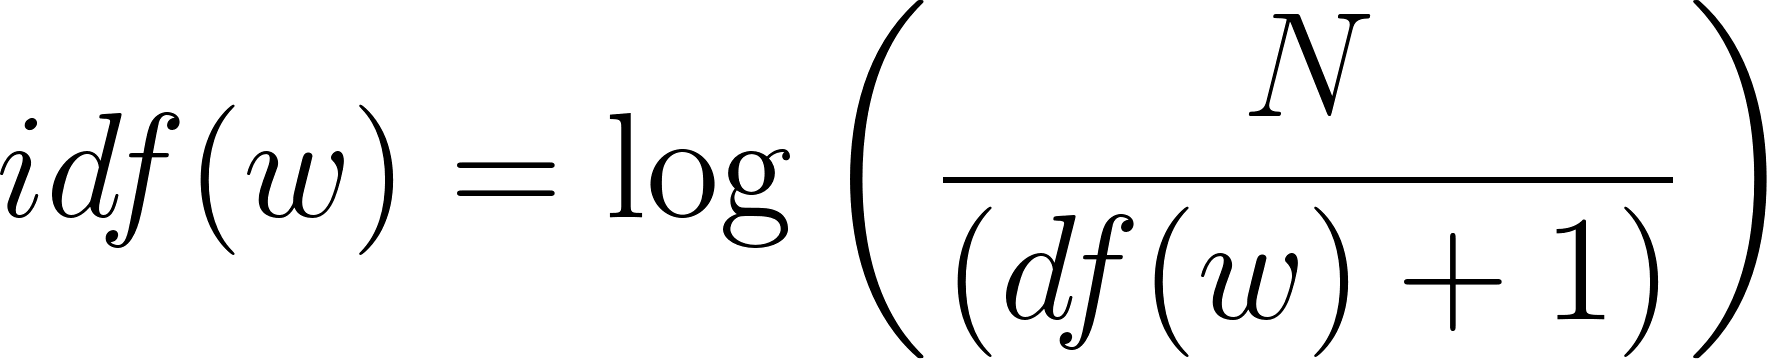 idf(w) = log(N/(df(w) + 1))